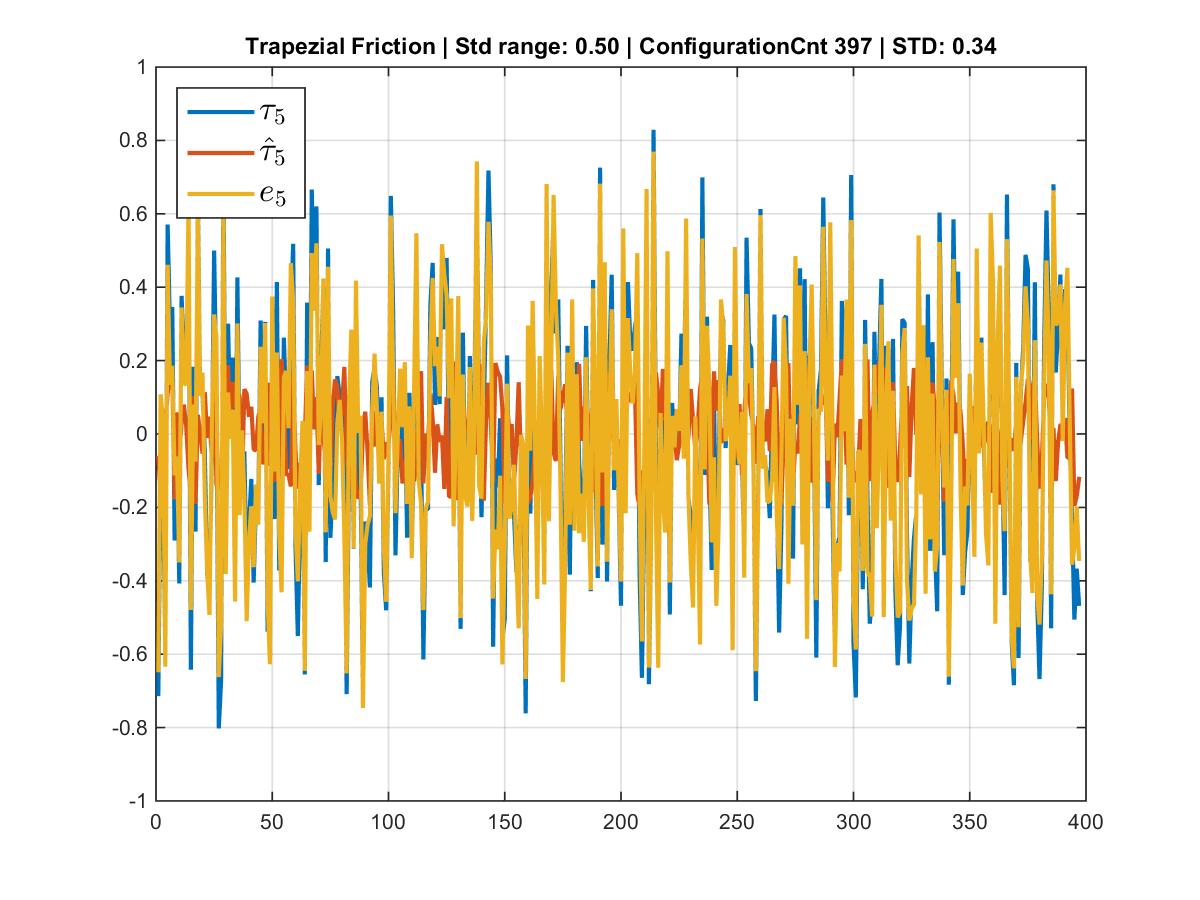 Trapezial Friction | Std range: 0.50 | ConfigurationCnt 397 | STD: 0.34
1
0.8
0.6
0.4
0.2
0
-0.2
-0.4
-0.6
-0.8
-1
τ₅
τ̂₅
e₅
0 50 100 150 200 250 300 350 400